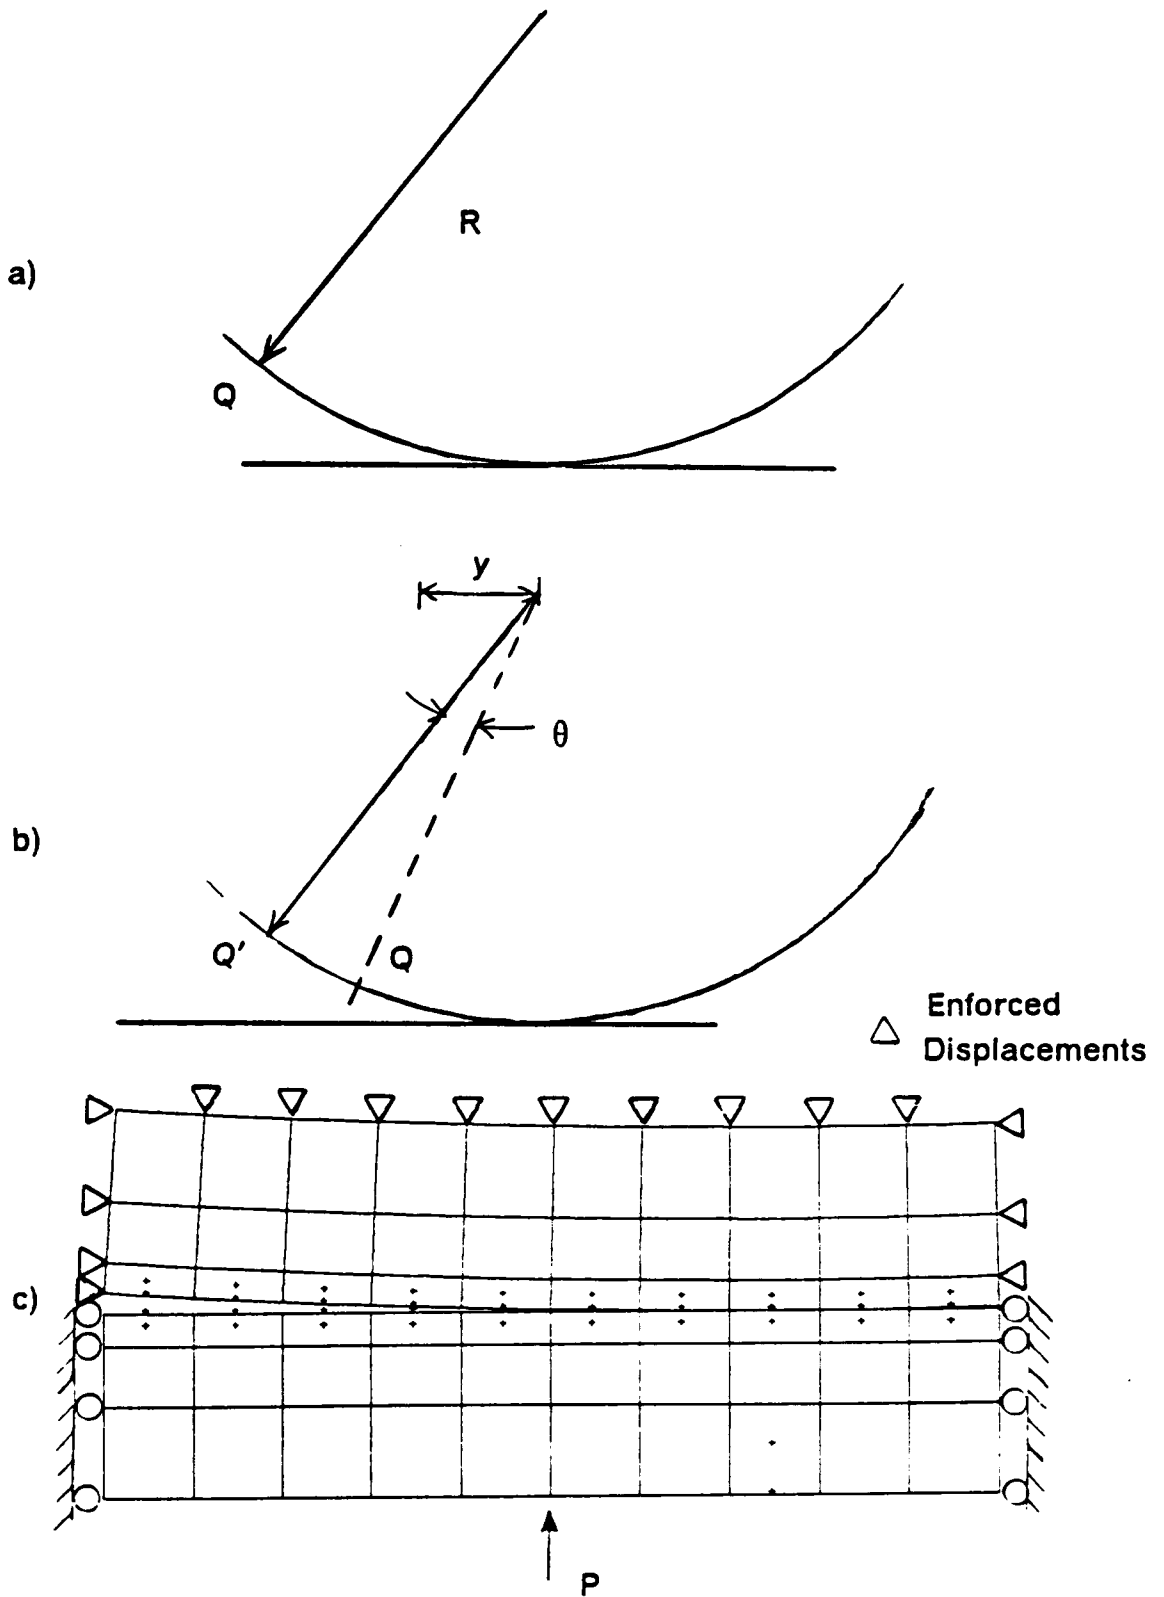 R
a)
Q
y
θ
b)
Q'
Q
Enforced
Displacements
c)
P